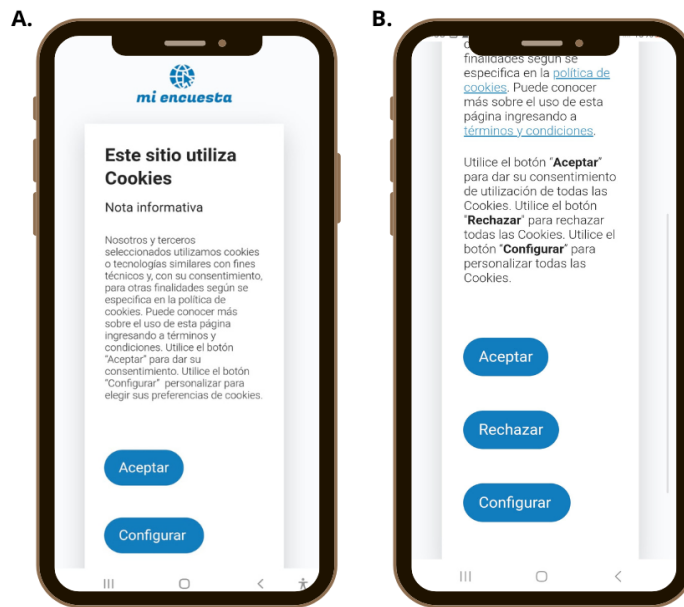 A.
mi encuesta
Este sitio utiliza
Cookies
Nota informativa
Nosotros y terceros
seleccionados utilizamos cookies
o tecnologías similares con fines
técnicos y, con su consentimiento,
para otras finalidades según se
especifica en la política de
cookies. Puede conocer más
sobre el uso de esta página
ingresando a términos y
condiciones. Utilice el botón
"Aceptar" para dar su
consentimiento. Utilice el botón
"Configurar" personalizar para
elegir sus preferencias de cookies.
Aceptar
Configurar
B.
finalidades según se
especifica en la política de
cookies. Puede conocer
más sobre el uso de esta
página ingresando a
términos y condiciones.
Utilice el botón "Aceptar"
para dar su consentimiento
de utilización de todas las
Cookies. Utilice el botón
"Rechazar" para rechazar
todas las Cookies. Utilice el
botón "Configurar" para
personalizar todas las
Cookies.
Aceptar
Rechazar
Configurar